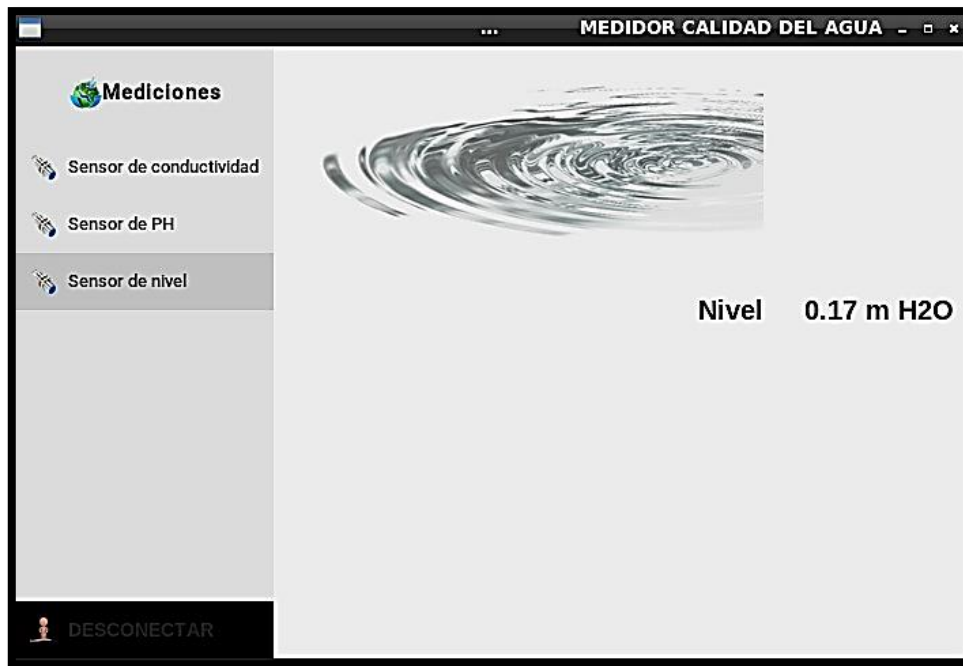 ... MEDIDOR CALIDAD DEL AGUA
Mediciones
Sensor de conductividad
Sensor de PH
Sensor de nivel
Nivel 0.17 m H2O
DESCONECTAR